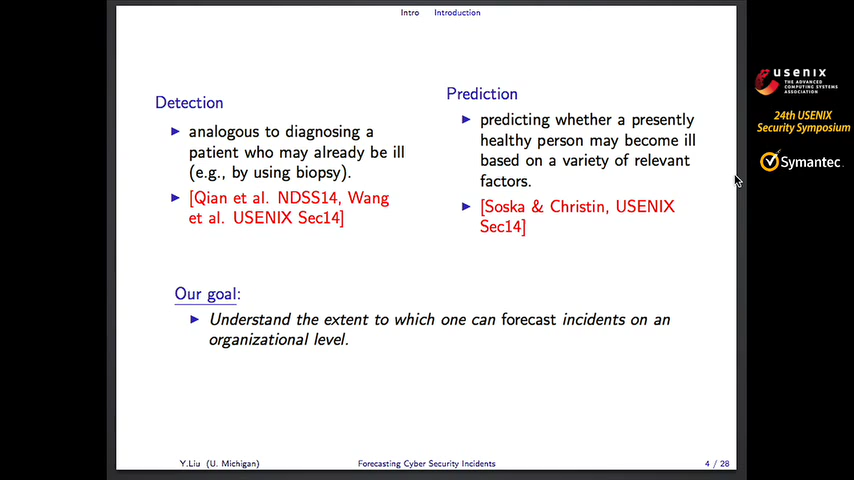 Intro Introduction
Detection
▶ analogous to diagnosing a
patient who may already be ill
(e.g., by using biopsy).
▶ [Qian et al. NDSS14, Wang
et al. USENIX Sec14]
Prediction
▶ predicting whether a presently
healthy person may become ill
based on a variety of relevant
factors.
▶ [Soska & Christin, USENIX
Sec14]
Our goal:
▶ Understand the extent to which one can forecast incidents on an
organizational level.
Y.Liu (U. Michigan) Forecasting Cyber Security Incidents 4 / 28
usenix
THE ADVANCED
COMPUTING SYSTEMS
ASSOCIATION
24th USENIX
Security Symposium
Symantec.